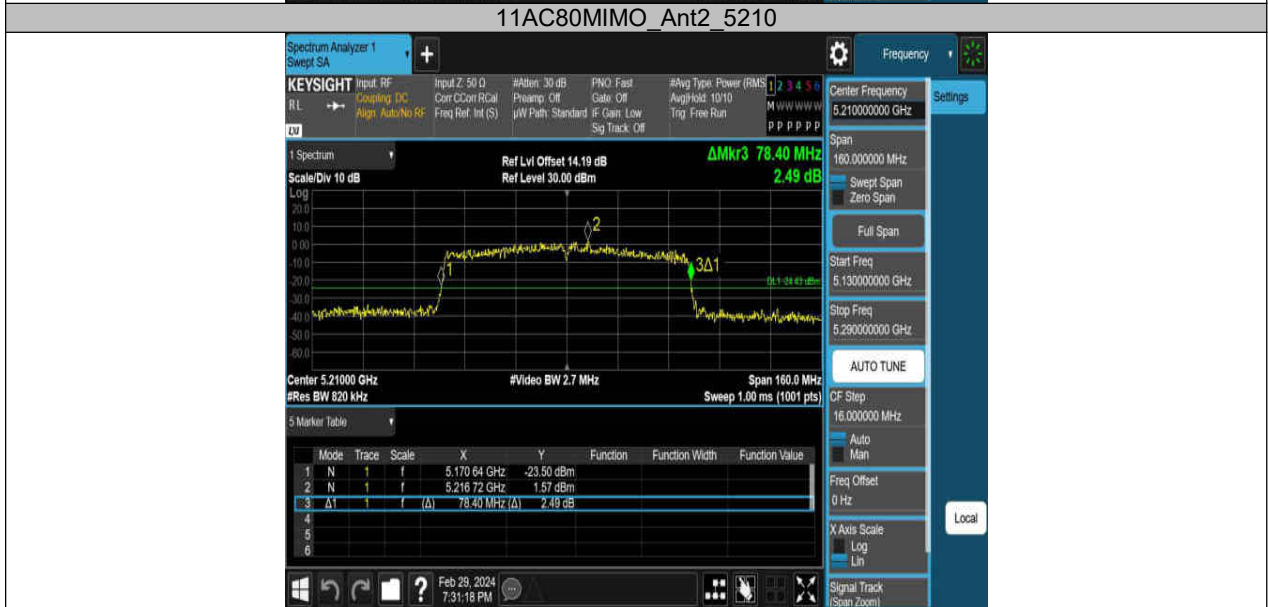 11AC80MIMO_Ant2_5210
Spectrum Analyzer 1
Swept SA
+
Frequency
KEYSIGHT
RL
LXI
Input: RF
Coupling: DC
Align: Auto/No RF
Input Z: 50 Ω
Corr CCorr RCal
Freq Ref: Int (S)
#Atten: 30 dB
Preamp: Off
µW Path: Standard
PNO: Fast
Gate: Off
IF Gain: Low
Sig Track: Off
#Avg Type: Power (RMS
Avg|Hold: 10/10
Trig: Free Run
1 2 3 4 5 6
M W W W W W
P P P P P P
1 Spectrum
Scale/Div 10 dB
Log
Ref Lvl Offset 14.19 dB
Ref Level 30.00 dBm
ΔMkr3 78.40 MHz
2.49 dB
20.0
10.0
0.00
-10.0
-20.0
-30.0
-40.0
-50.0
-60.0
1
2
3Δ1
DL1 -24.43 dBm
Center 5.21000 GHz
#Res BW 820 kHz
#Video BW 2.7 MHz
Span 160.0 MHz
Sweep 1.00 ms (1001 pts)
5 Marker Table
Mode Trace Scale X Y Function Function Width Function Value
1 N 1 f 5.170 64 GHz -23.50 dBm
2 N 1 f 5.216 72 GHz 1.57 dBm
3 Δ1 1 f (Δ) 78.40 MHz (Δ) 2.49 dB
4
5
6
Feb 29, 2024
7:31:18 PM
Center Frequency
5.210000000 GHz
Settings
Span
160.000000 MHz
Swept Span
Zero Span
Full Span
Start Freq
5.130000000 GHz
Stop Freq
5.290000000 GHz
AUTO TUNE
CF Step
16.000000 MHz
Auto
Man
Freq Offset
0 Hz
X Axis Scale
Log
Lin
Local
Signal Track
(Span Zoom)